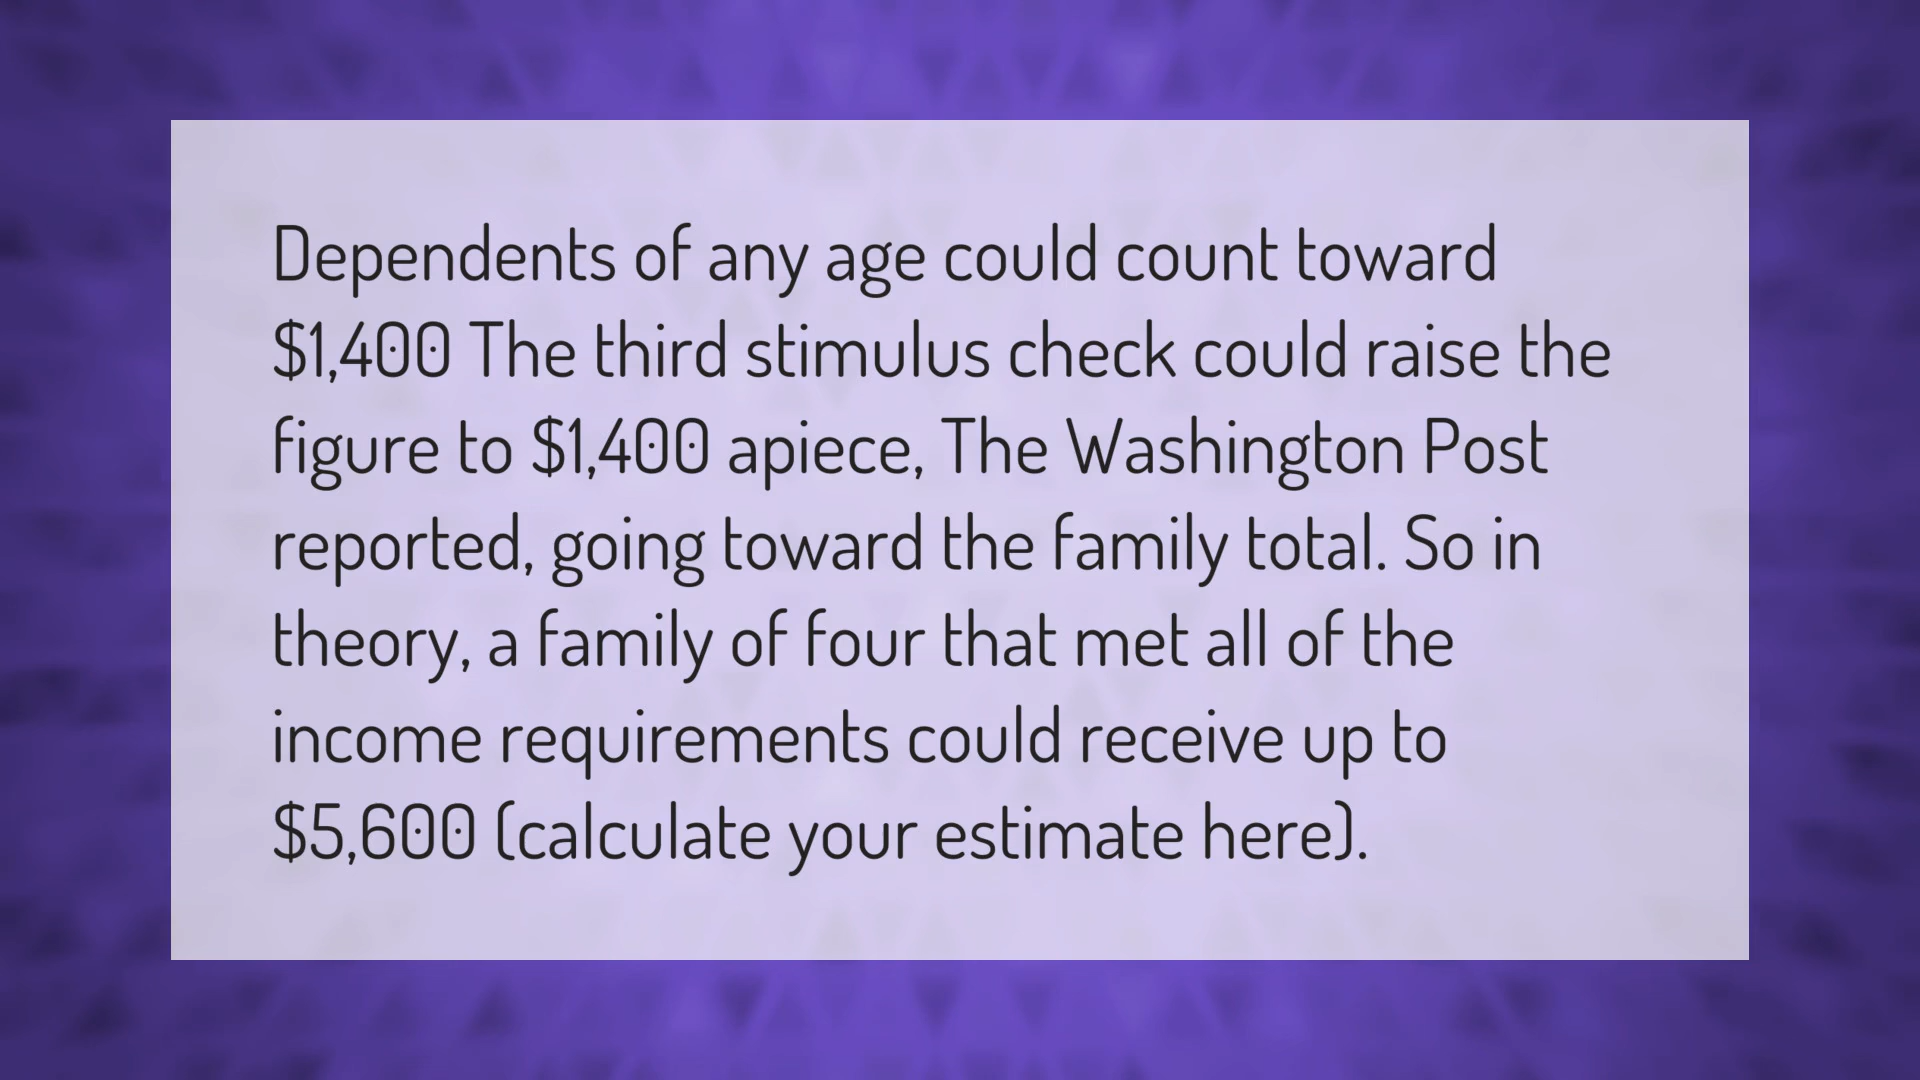 Dependents of any age could count toward
$1,400 The third stimulus check could raise the
figure to $1,400 apiece, The Washington Post
reported, going toward the family total. So in
theory, a family of four that met all of the
income requirements could receive up to
$5,600 (calculate your estimate here).